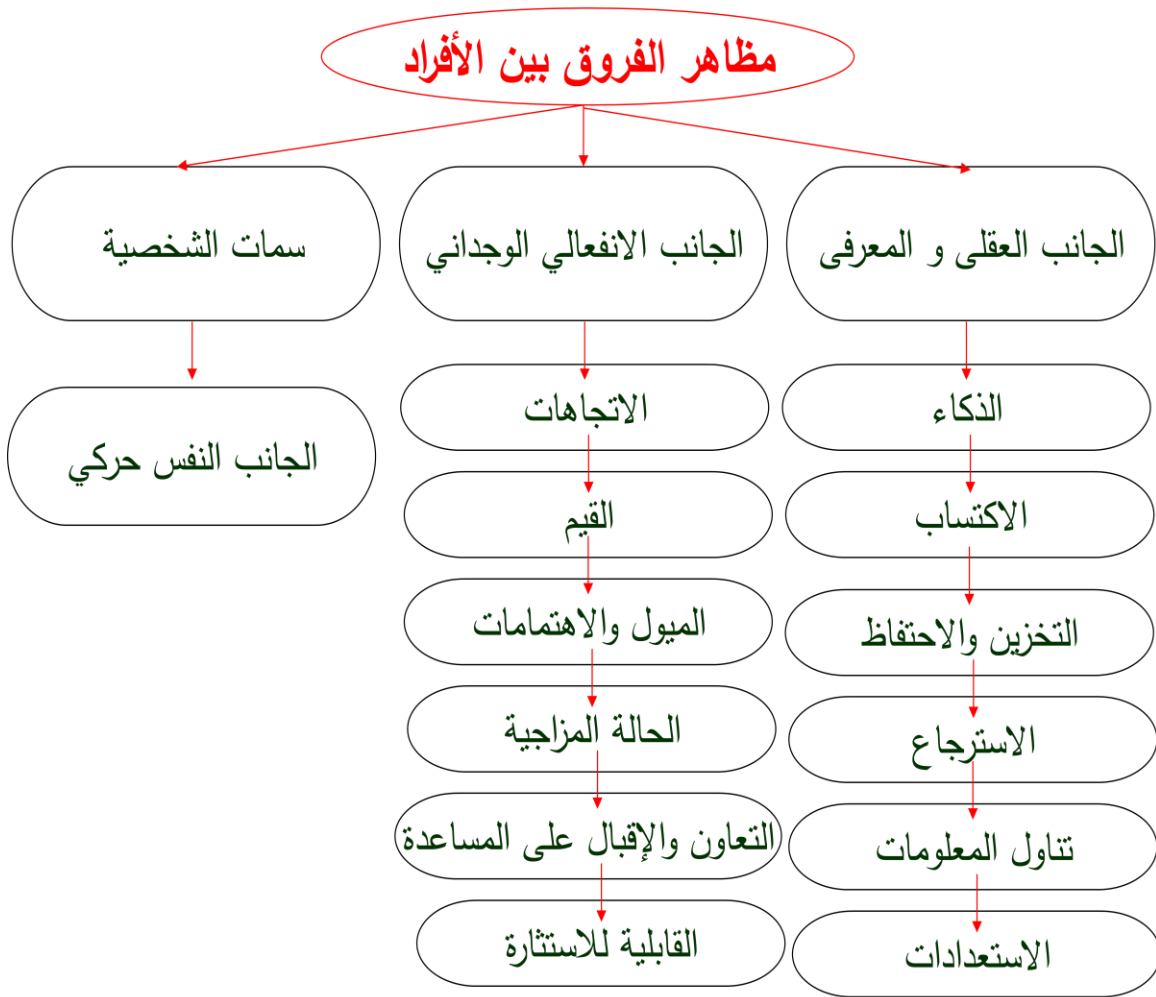 مظاهر الفروق بين الأفراد
الجانب العقلى و المعرفى
الجانب الانفعالي الوجداني
سمات الشخصية
الذكاء
الاكتساب
التخزين والاحتفاظ
الاسترجاع
تتاول المعلومات
الاستعدادات
الاتجاهات
القيم
الميول والاهتمامات
الحالة المزاجية
التعاون والإقبال على المساعدة
القابلية للاستثارة
الجانب النفس حركي